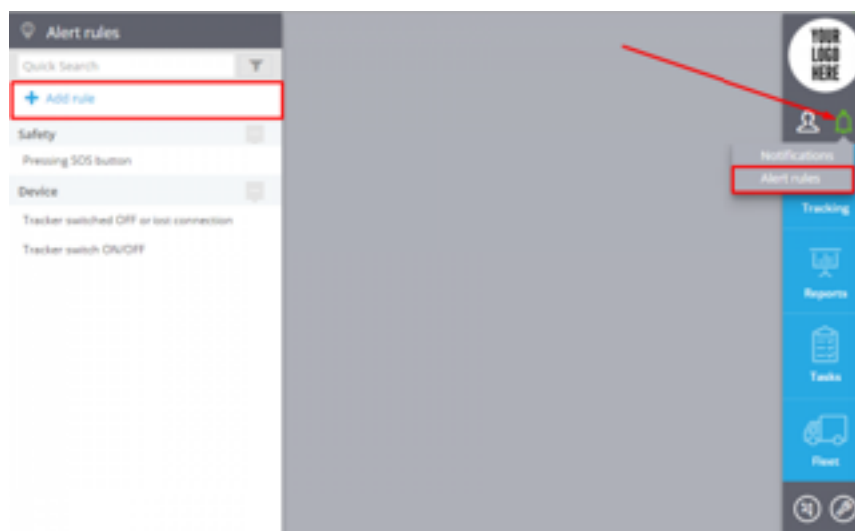 Alert rules
Quick Search
+ Add rule
Safety
Pressing SOS button
Device
Tracker switched OFF or lost connection
Tracker switch ON/OFF
YOUR
LOGO
HERE
Notifications
Alert rules
Tracking
Reports
Tasks
Fleet